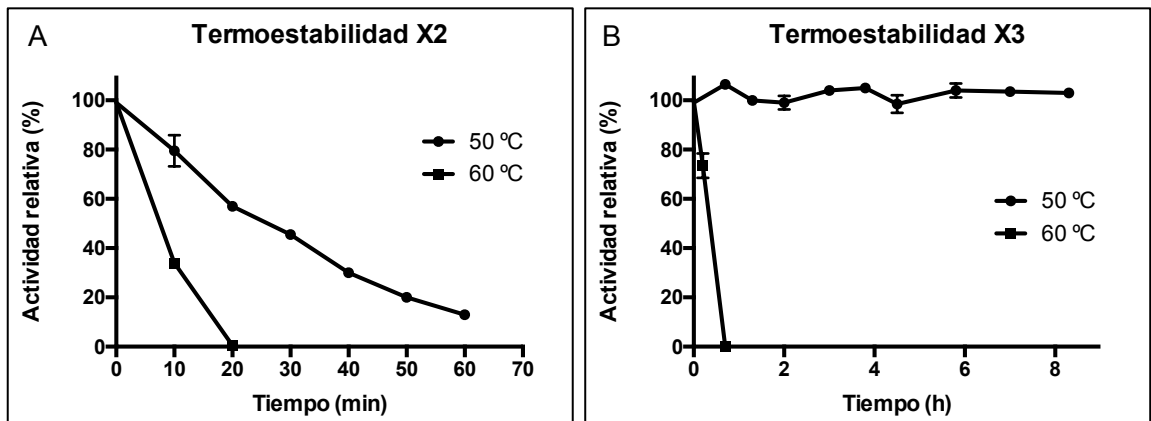 A
Termoestabilidad X2
Actividad relativa (%)
100
80
60
40
20
0
0 10 20 30 40 50 60 70
Tiempo (min)
50 ºC
60 ºC
B
Termoestabilidad X3
Actividad relativa (%)
100
80
60
40
20
0
0 2 4 6 8
Tiempo (h)
50 ºC
60 ºC